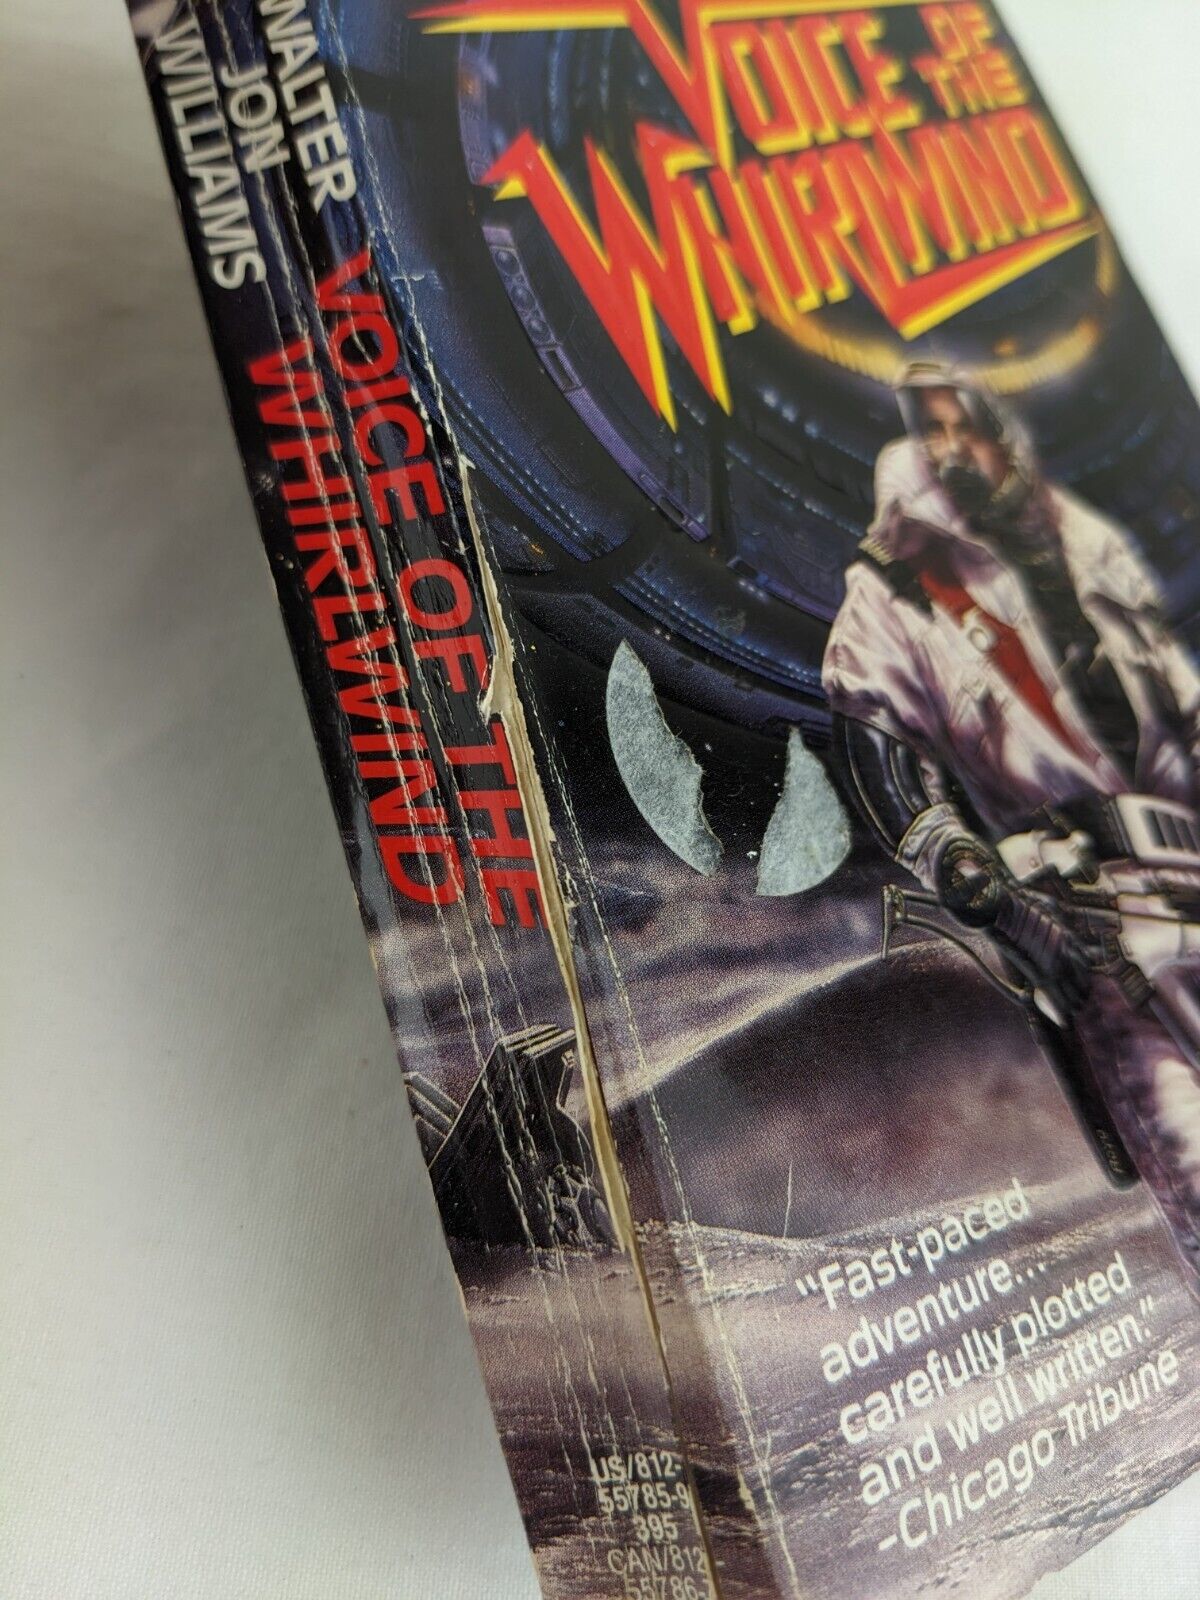 WALTER
JON
WILLIAMS
VOICE OF THE
WHIRLWIND
VOICE
OF
THE
WHIRLWIND
"Fast-paced
adventure...
carefully plotted
and well written."
-Chicago Tribune
US/812-
55785-9
395
CAN/812-
55786-